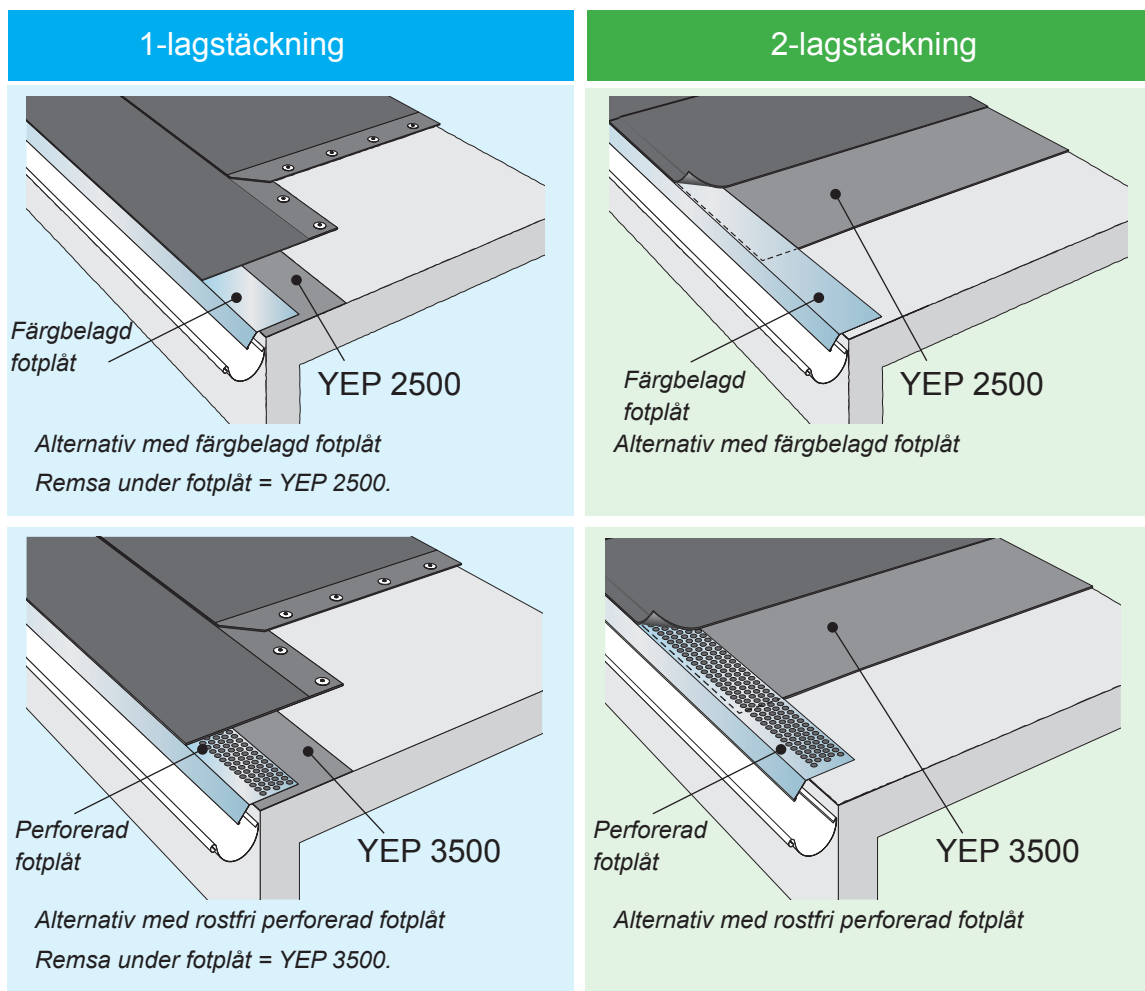 1-lagstäckning
2-lagstäckning
Färgbelagd
fotplåt
YEP 2500
Alternativ med färgbelagd fotplåt
Remsa under fotplåt = YEP 2500.
Färgbelagd
fotplåt
YEP 2500
Alternativ med färgbelagd fotplåt
Perforerad
fotplåt
YEP 3500
Alternativ med rostfri perforerad fotplåt
Remsa under fotplåt = YEP 3500.
Perforerad
fotplåt
YEP 3500
Alternativ med rostfri perforerad fotplåt